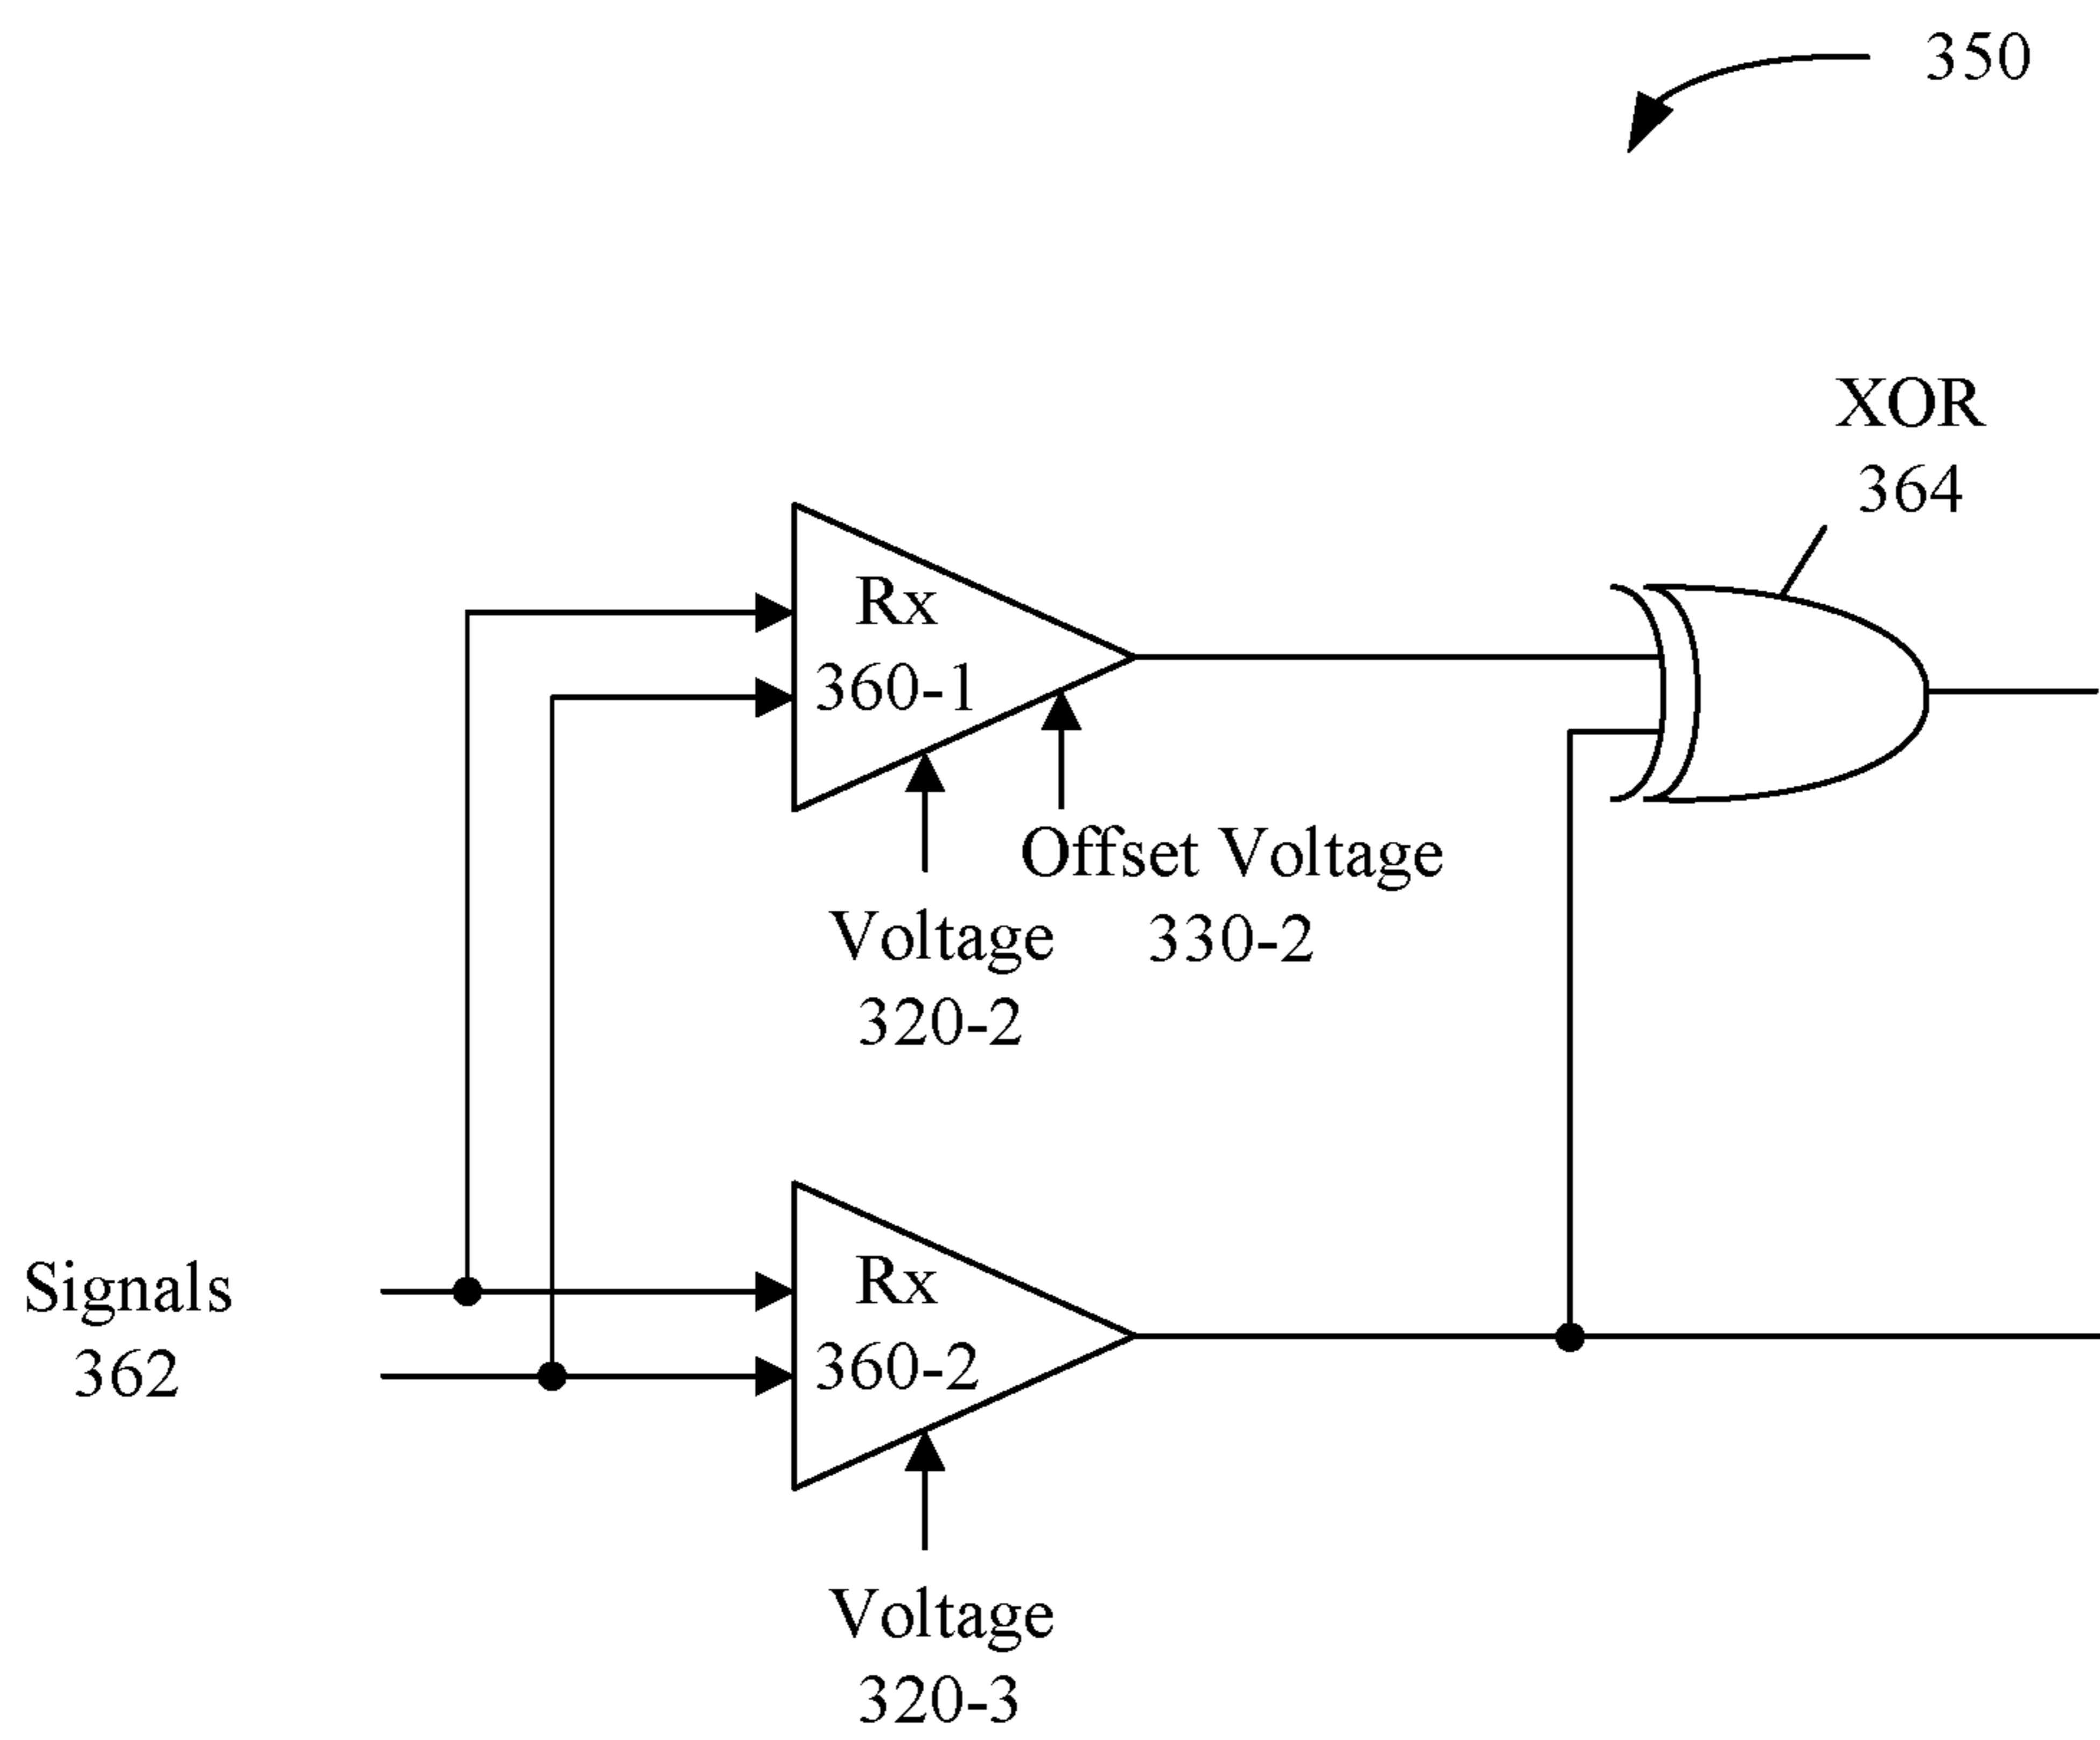 350
XOR
364
Rx
360-1
Offset Voltage
330-2
Voltage
320-2
Signals
362
Rx
360-2
Voltage
320-3